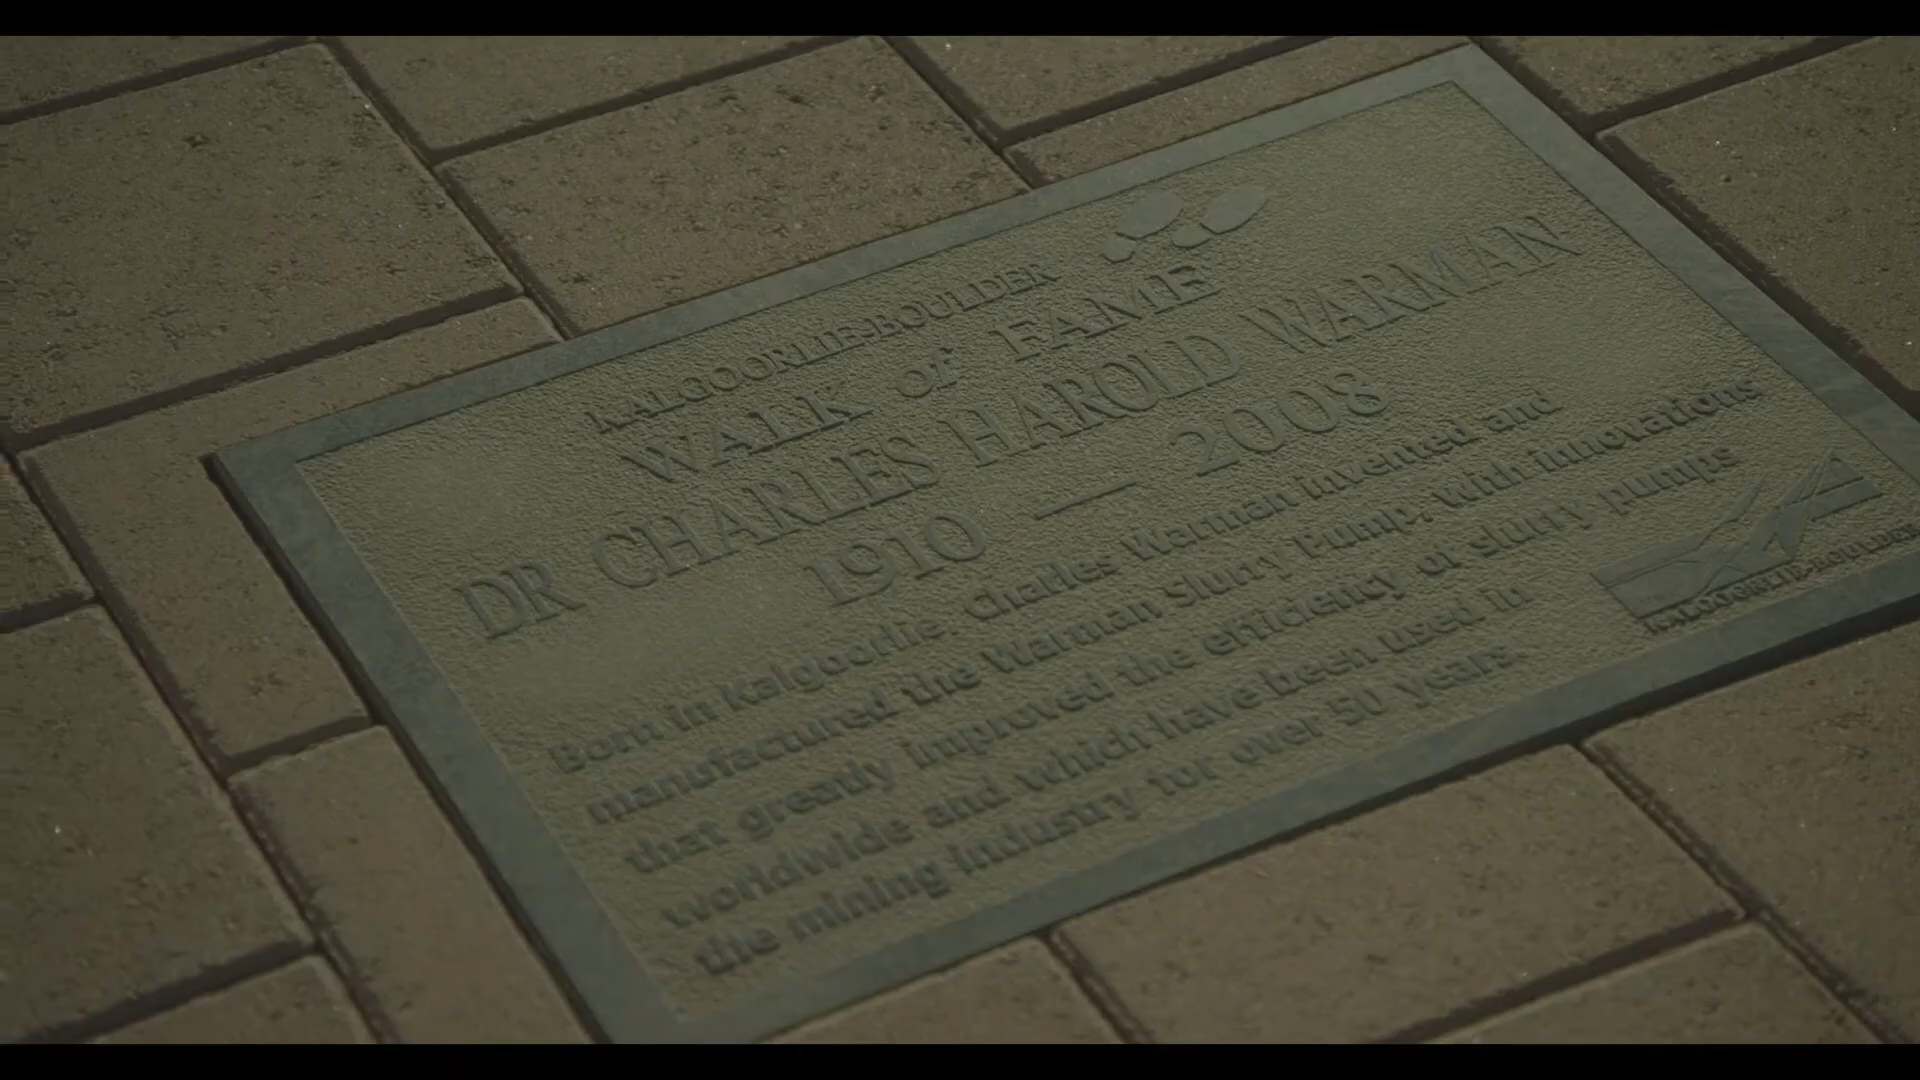 KALGOORLIE-BOULDER
WALK OF FAME
DR CHARLES HAROLD WARMAN
1910 — 2008
Born in Kalgoorlie, Charles Warman invented and
manufactured the Warman Slurry Pump, with innovations
that greatly improved the efficiency of slurry pumps
worldwide and which have been used in
the mining industry for over 50 years.
KALGOORLIE-BOULDER